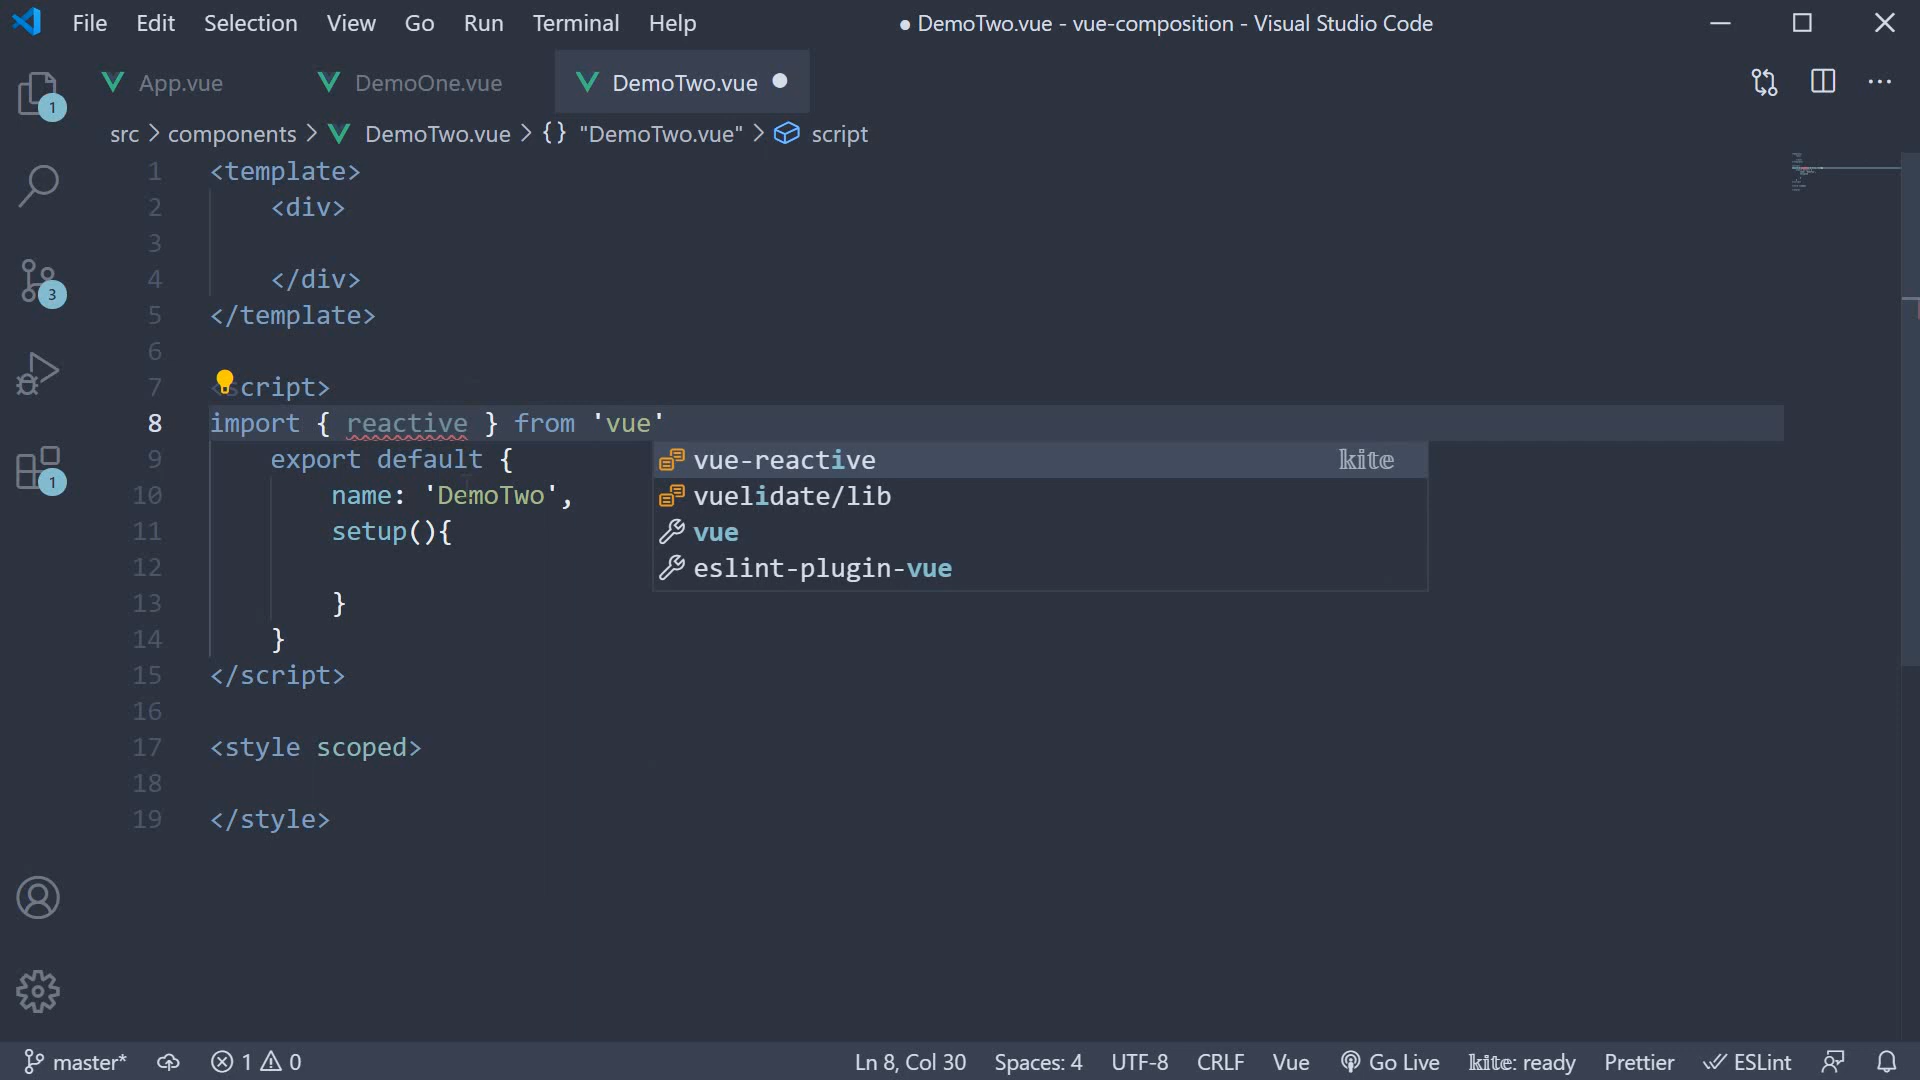 File Edit Selection View Go Run Terminal Help ● DemoTwo.vue - vue-composition - Visual Studio Code
App.vue DemoOne.vue DemoTwo.vue
src > components > DemoTwo.vue > {} "DemoTwo.vue" > script
1 <template>
1
2 <div>
3
4 </div>
5 </template>
3
6
7 cript>
8 import { reactive } from 'vue'
9 export default {
vue-reactive kite
1
10 name: 'DemoTwo',
vuelidate/lib
11 setup(){
vue
12
eslint-plugin-vue
13 }
14 }
15 </script>
16
17 <style scoped>
18
19 </style>
master* 1 0 Ln 8, Col 30 Spaces: 4 UTF-8 CRLF Vue Go Live kite: ready Prettier ESLint